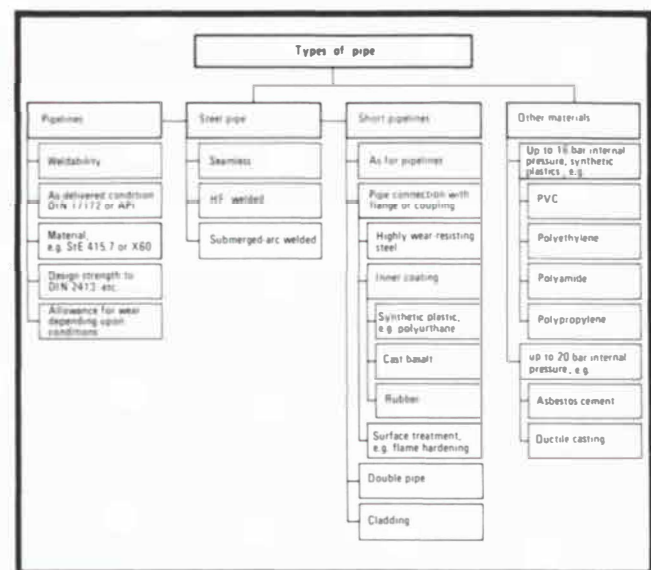 Types of pipe
Pipelines
Weldability
As delivered condition
DIN 17172 or API
Material,
e.g. StE 415.7 or X60
Design strength to
DIN 2413 etc.
Allowance for wear
depending upon
conditions
Steel pipe
Seamless
HF welded
Submerged-arc welded
Short pipelines
As for pipelines
Pipe connection with
flange or coupling
Highly wear-resisting
steel
Inner coating
Synthetic plastic,
e.g. polyurthane
Cast basalt
Rubber
Surface treatment,
e.g. flame hardening
Double pipe
Cladding
Other materials
Up to 16 bar internal
pressure, synthetic
plastics, e.g.
PVC
Polyethylene
Polyamide
Polypropylene
up to 20 bar internal
pressure, e.g.
Asbestos cement
Ductile casting